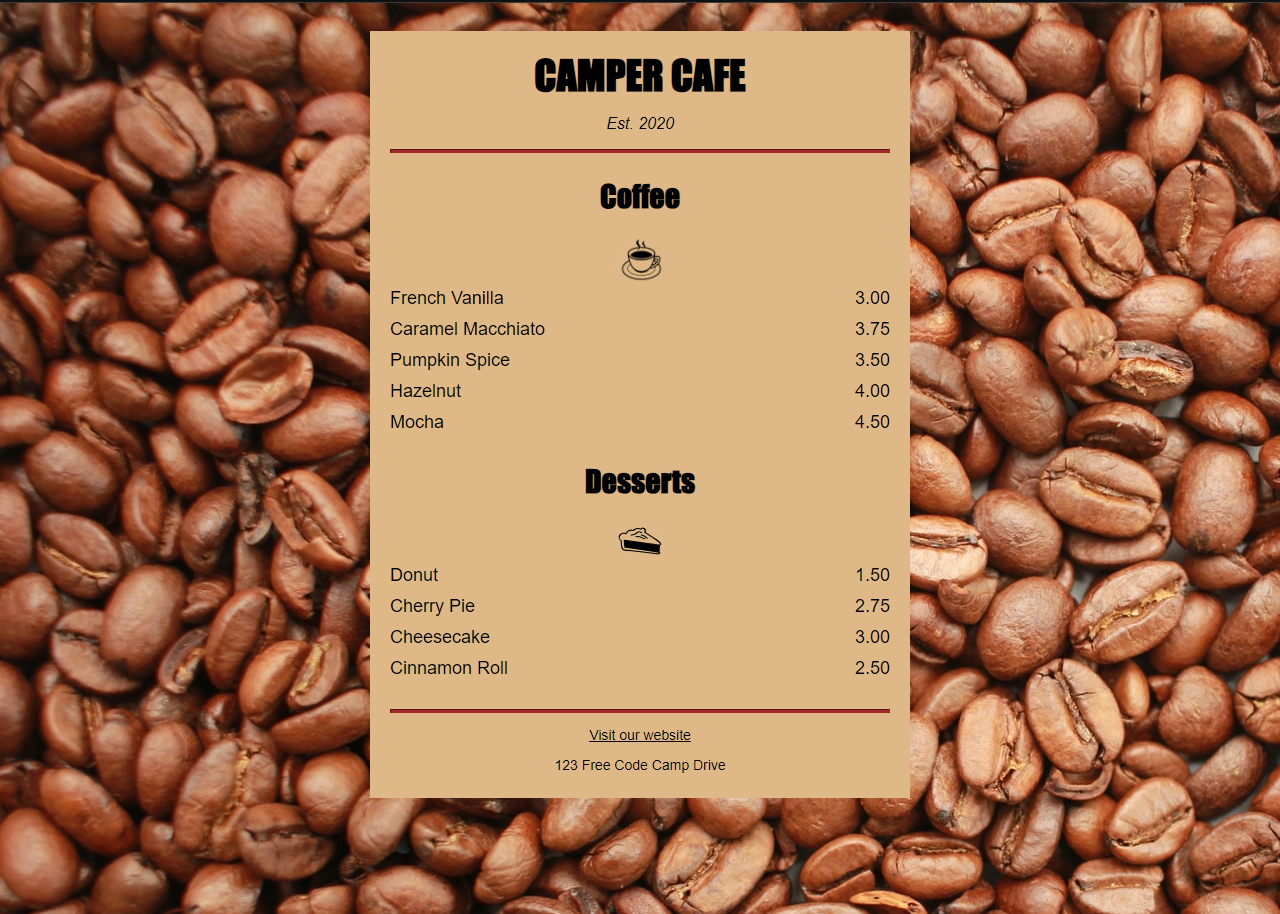 CAMPER CAFE
Est. 2020
Coffee
French Vanilla 3.00
Caramel Macchiato 3.75
Pumpkin Spice 3.50
Hazelnut 4.00
Mocha 4.50
Desserts
Donut 1.50
Cherry Pie 2.75
Cheesecake 3.00
Cinnamon Roll 2.50
Visit our website
123 Free Code Camp Drive